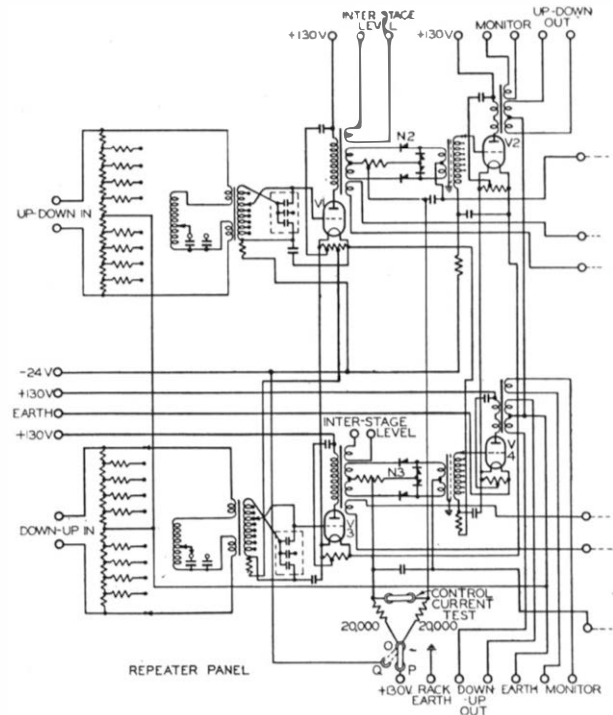 INTER STAGE
LEVEL
MONITOR
UP-DOWN
OUT
+130V
+130V
N2
V2
V1
UP-DOWN IN
-24V
+130V
EARTH
+130V
INTER-STAGE
LEVEL
N3
V
4
V
3
DOWN-UP IN
CONTROL
CURRENT
TEST
20,000
20,000
O
-
Q
P
REPEATER PANEL
+130V
RACK
EARTH
DOWN
-UP
OUT
EARTH
MONITOR